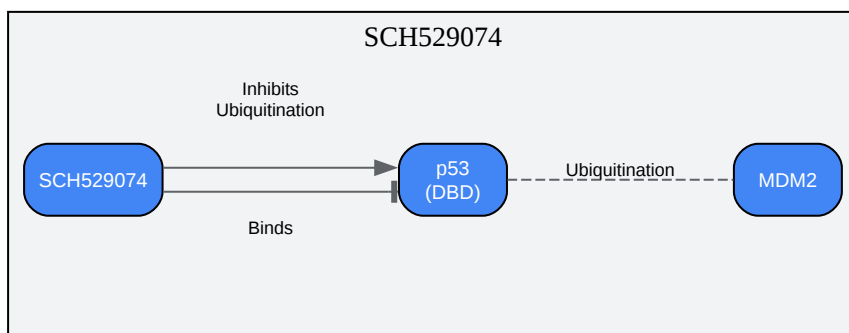 SCH529074
Inhibits
Ubiquitination
SCH529074
p53
(DBD)
Ubiquitination
MDM2
Binds